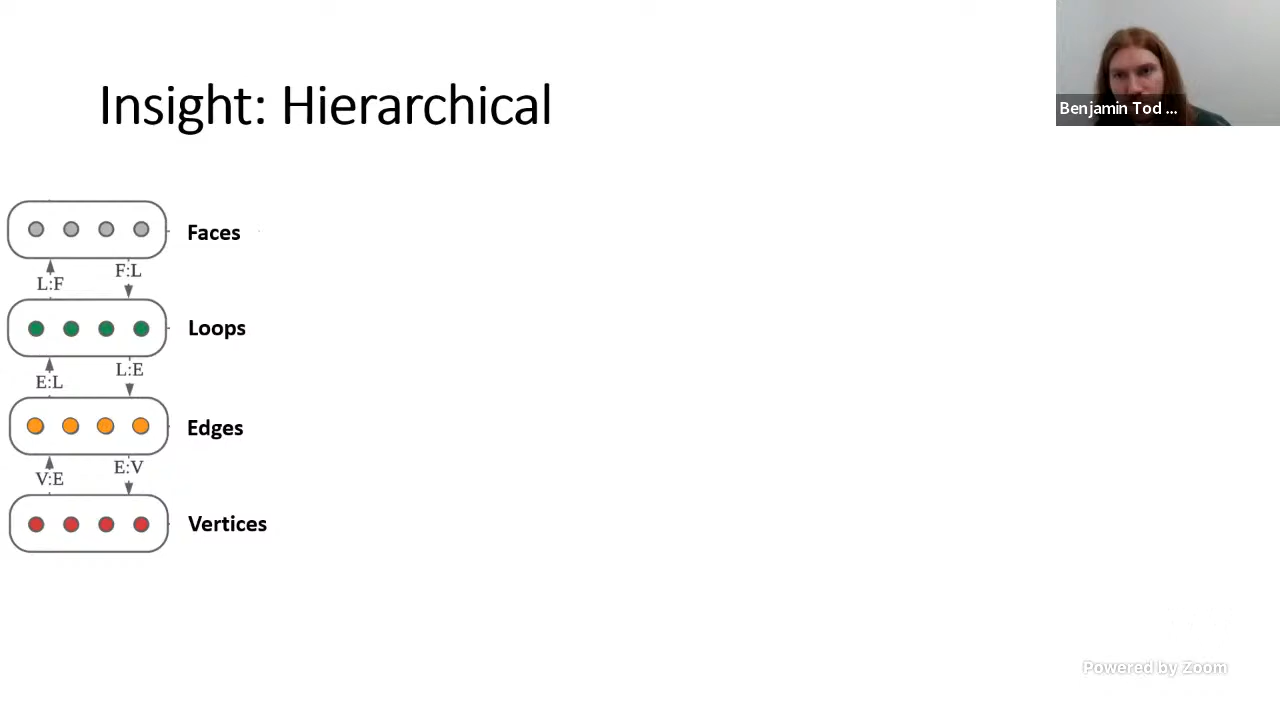 Insight: Hierarchical
Benjamin Tod ...
Faces
L:F F:L
Loops
E:L L:E
Edges
V:E E:V
Vertices
Powered by Zoom